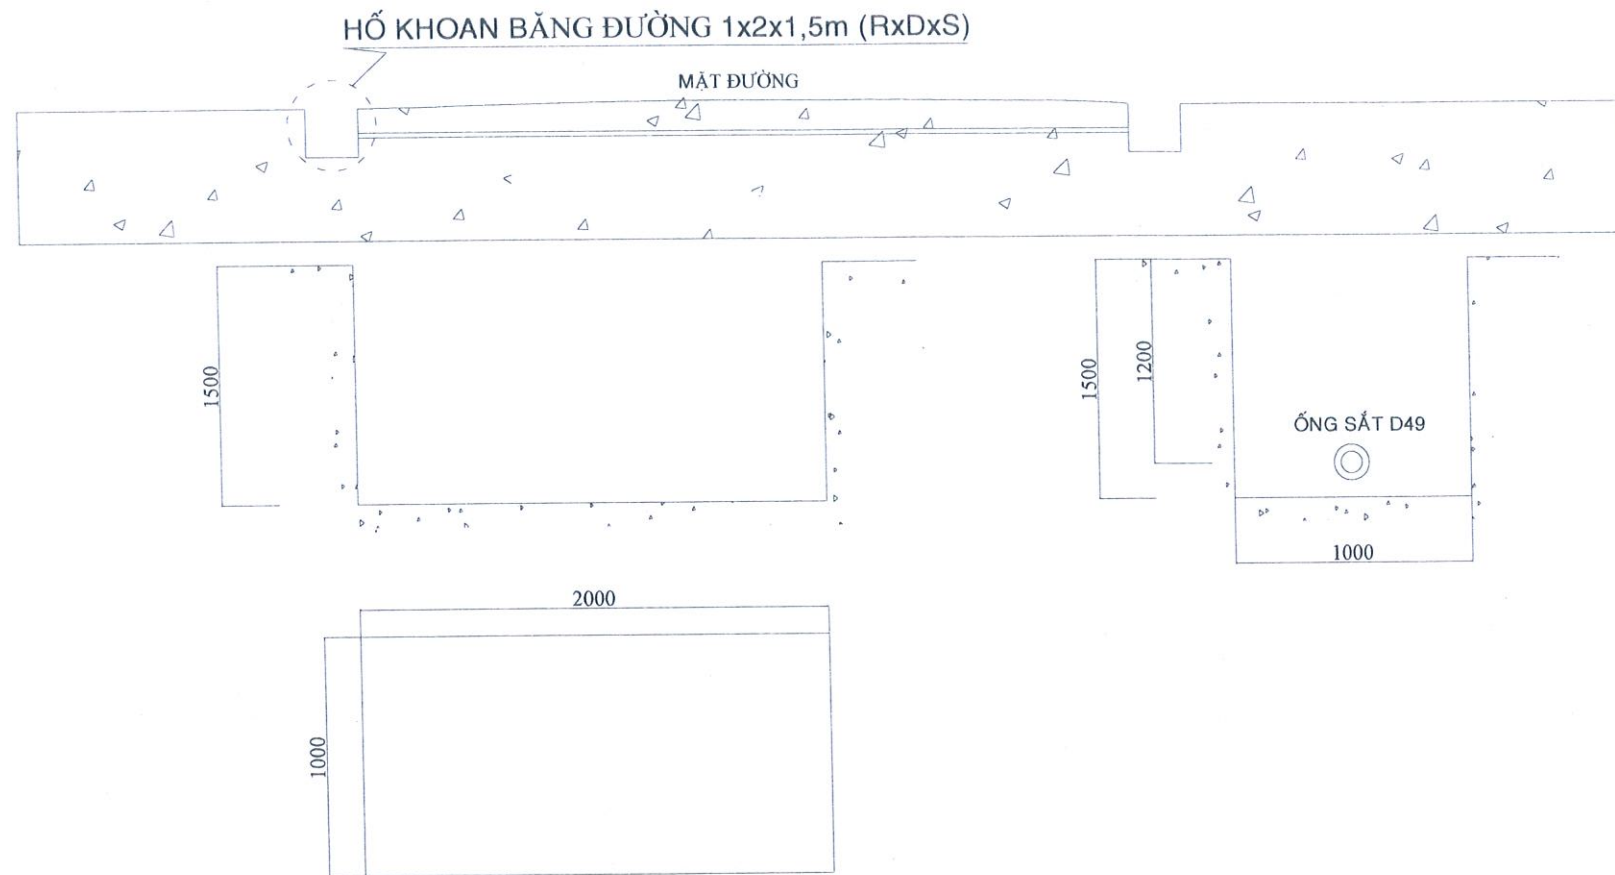 HỐ KHOAN BĂNG ĐƯỜNG 1x2x1,5m (RxDxS)
MẶT ĐƯỜNG
1500
1500
1200
ỐNG SẮT D49
1000
2000
1000